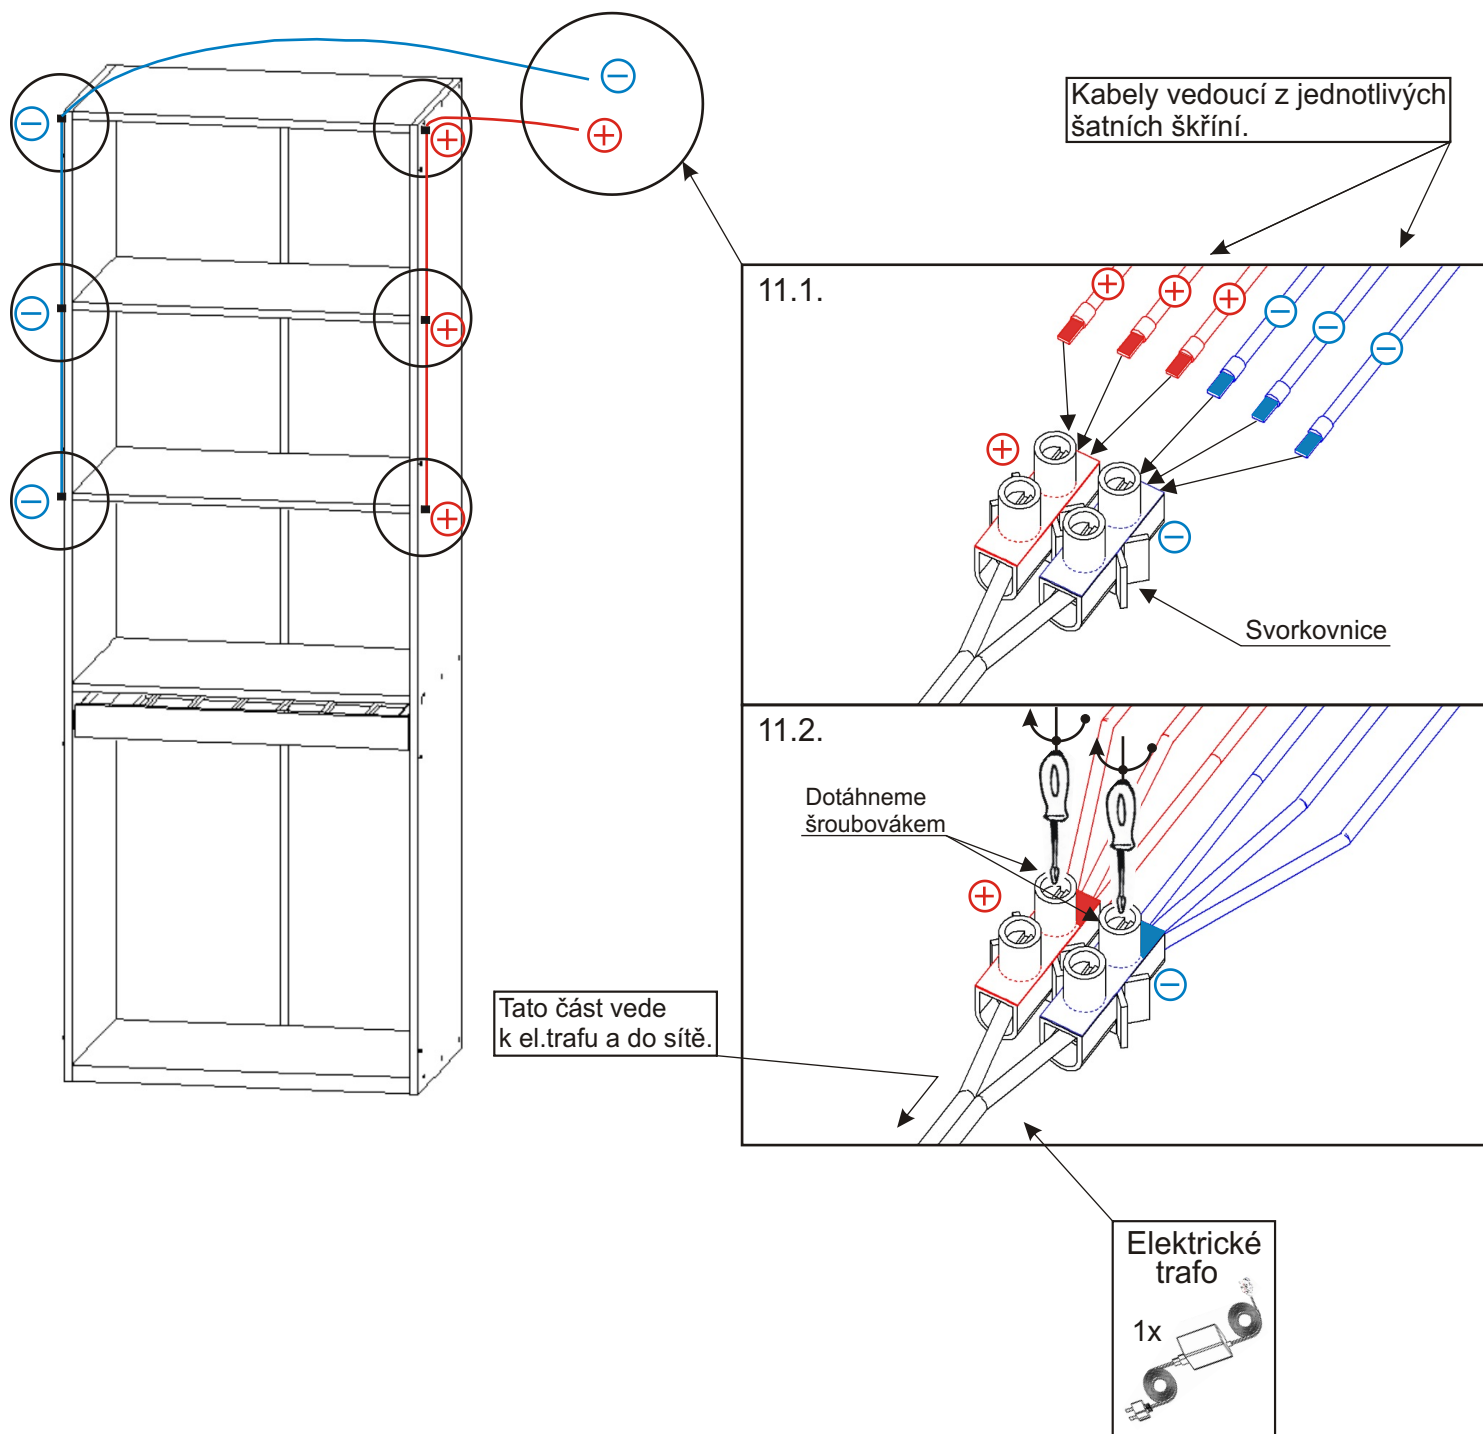 Kabely vedoucí z jednotlivých
šatních škříní.
11.1.
Svorkovnice
11.2.
Dotáhneme
šroubovákem
Tato část vede
k el.trafu a do sítě.
Elektrické
trafo
1x